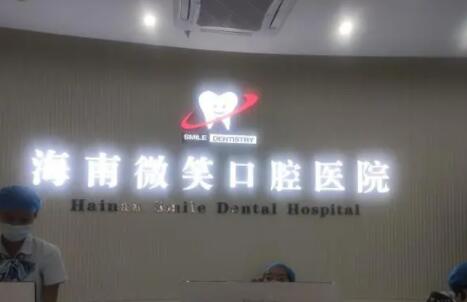 SMILE DENTISTRY
海南微笑口腔医院
Hainan Smile Dental Hospital